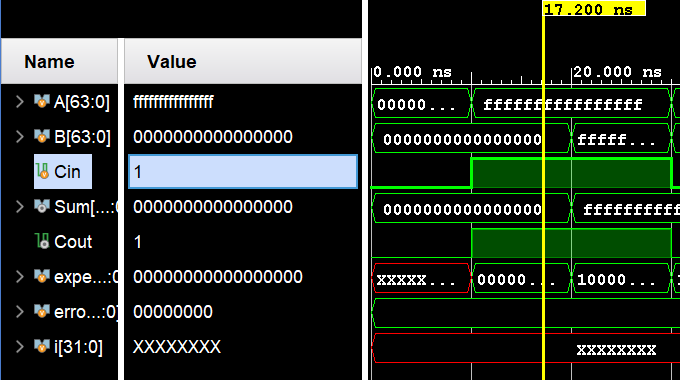 17.200 ns
Name Value 0.000 ns 20.000 ns
A[63:0] ffffffffffffffff 00000... ffffffffffffffff
B[63:0] 0000000000000000 0000000000000000 fffff...
Cin 1
Sum[...:0] 0000000000000000 0000000000000000 ffffffffff
Cout 1
expe...:0] 00000000000000000 XXXXX... 00000... 10000...
erro...:0] 00000000
i[31:0] XXXXXXXX XXXXXXXX